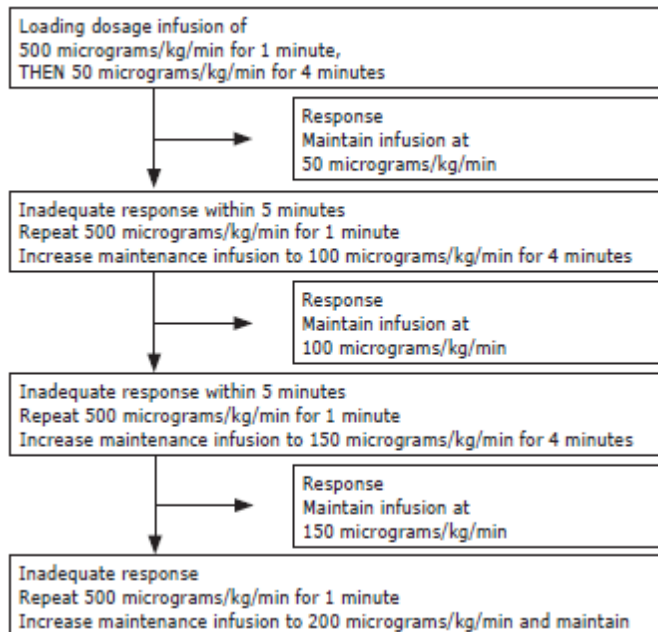 Loading dosage infusion of
500 micrograms/kg/min for 1 minute,
THEN 50 micrograms/kg/min for 4 minutes
Response
Maintain infusion at
50 micrograms/kg/min
Inadequate response within 5 minutes
Repeat 500 micrograms/kg/min for 1 minute
Increase maintenance infusion to 100 micrograms/kg/min for 4 minutes
Response
Maintain infusion at
100 micrograms/kg/min
Inadequate response within 5 minutes
Repeat 500 micrograms/kg/min for 1 minute
Increase maintenance infusion to 150 micrograms/kg/min for 4 minutes
Response
Maintain infusion at
150 micrograms/kg/min
Inadequate response
Repeat 500 micrograms/kg/min for 1 minute
Increase maintenance infusion to 200 micrograms/kg/min and maintain